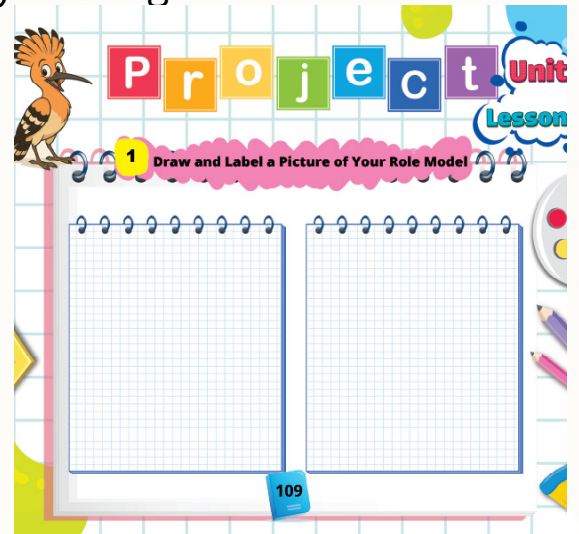 Project
Unit
Lesson
1
Draw and Label a Picture of Your Role Model
109